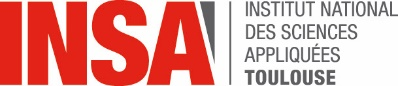 INSA
INSTITUT NATIONAL
DES SCIENCES
APPLIQUÉES
TOULOUSE